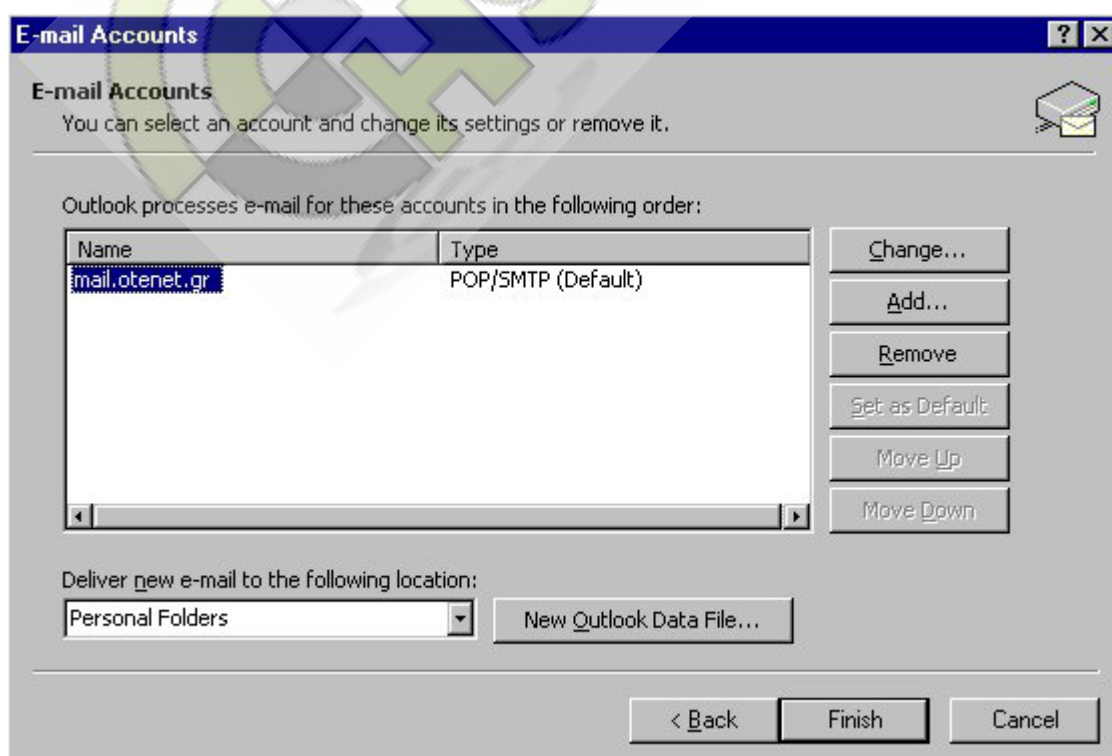 E-mail Accounts
E-mail Accounts
You can select an account and change its settings or remove it.
Outlook processes e-mail for these accounts in the following order:
Name Type
mail.otenet.gr POP/SMTP (Default)
Change...
Add...
Remove
Set as Default
Move Up
Move Down
Deliver new e-mail to the following location:
Personal Folders New Outlook Data File...
< Back Finish Cancel